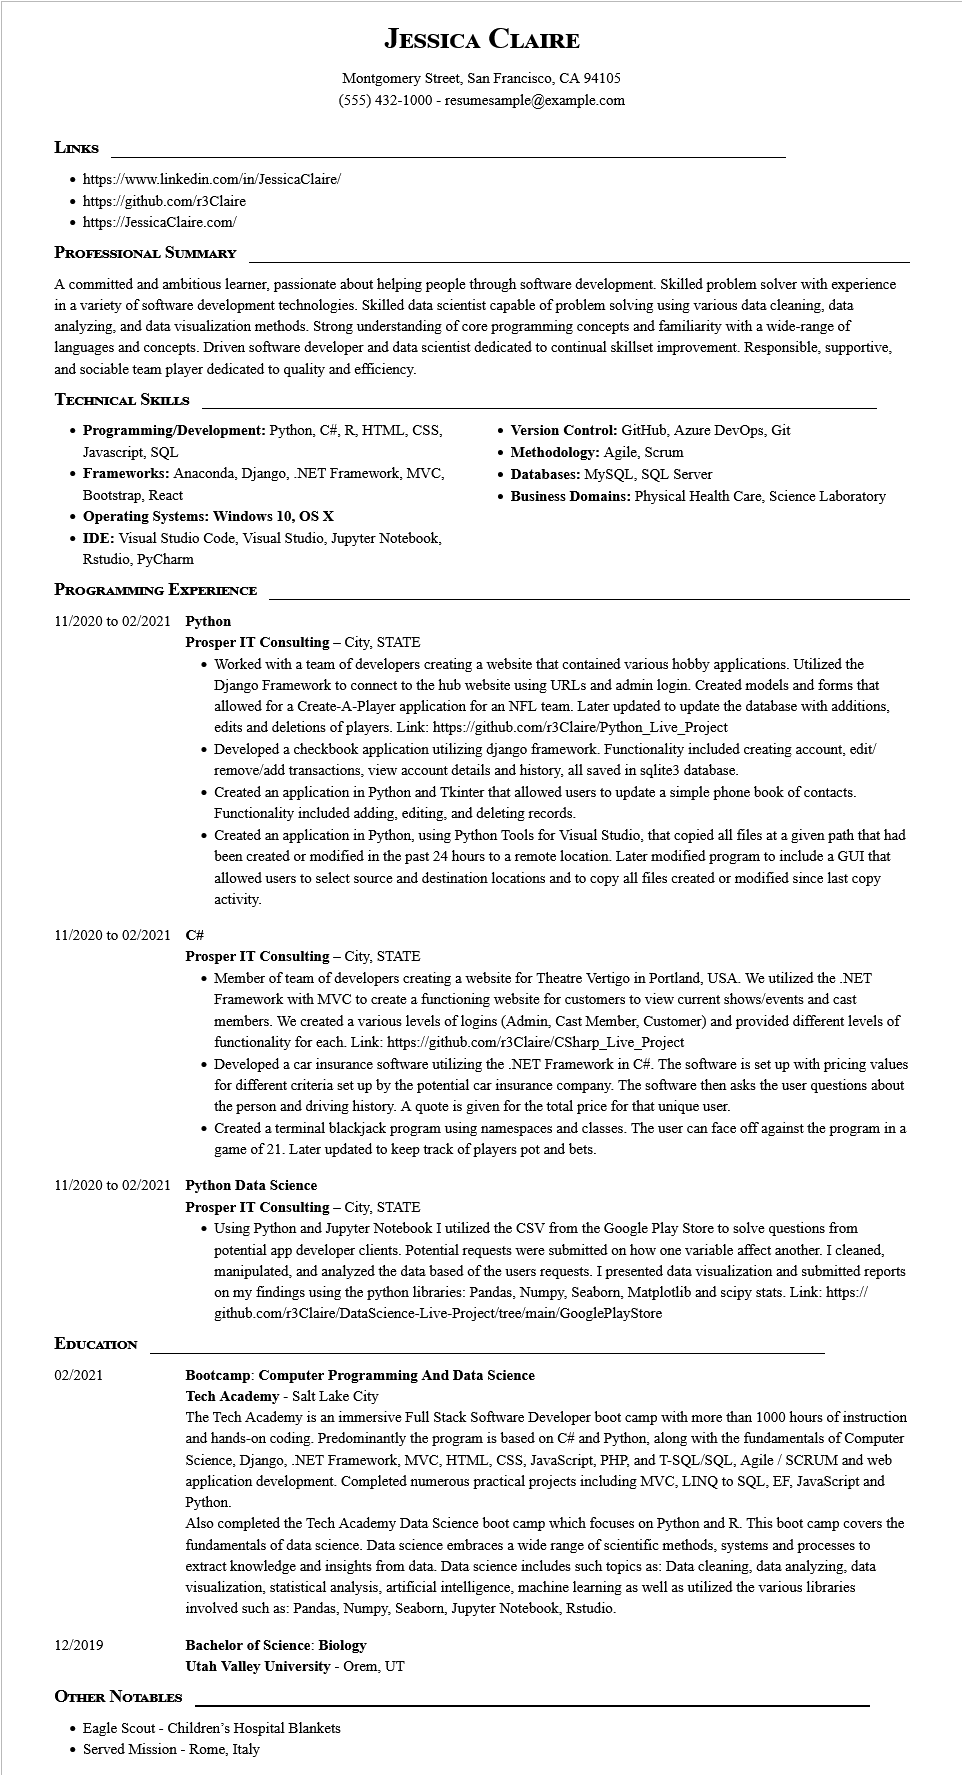 Jessica Claire
Montgomery Street, San Francisco, CA 94105
(555) 432-1000 - resumesample@example.com
Links
• https://www.linkedin.com/in/JessicaClaire/
• https://github.com/r3Claire
• https://JessicaClaire.com/
Professional Summary
A committed and ambitious learner, passionate about helping people through software development. Skilled problem solver with experience
in a variety of software development technologies. Skilled data scientist capable of problem solving using various data cleaning, data
analyzing, and data visualization methods. Strong understanding of core programming concepts and familiarity with a wide-range of
languages and concepts. Driven software developer and data scientist dedicated to continual skillset improvement. Responsible, supportive,
and sociable team player dedicated to quality and efficiency.
Technical Skills
• Programming/Development: Python, C#, R, HTML, CSS,
Javascript, SQL
• Frameworks: Anaconda, Django, .NET Framework, MVC,
Bootstrap, React
• Operating Systems: Windows 10, OS X
• IDE: Visual Studio Code, Visual Studio, Jupyter Notebook,
Rstudio, PyCharm
• Version Control: GitHub, Azure DevOps, Git
• Methodology: Agile, Scrum
• Databases: MySQL, SQL Server
• Business Domains: Physical Health Care, Science Laboratory
Programming Experience
11/2020 to 02/2021 Python
Prosper IT Consulting – City, STATE
• Worked with a team of developers creating a website that contained various hobby applications. Utilized the
Django Framework to connect to the hub website using URLs and admin login. Created models and forms that
allowed for a Create-A-Player application for an NFL team. Later updated to update the database with additions,
edits and deletions of players. Link: https://github.com/r3Claire/Python_Live_Project
• Developed a checkbook application utilizing django framework. Functionality included creating account, edit/
remove/add transactions, view account details and history, all saved in sqlite3 database.
• Created an application in Python and Tkinter that allowed users to update a simple phone book of contacts.
Functionality included adding, editing, and deleting records.
• Created an application in Python, using Python Tools for Visual Studio, that copied all files at a given path that had
been created or modified in the past 24 hours to a remote location. Later modified program to include a GUI that
allowed users to select source and destination locations and to copy all files created or modified since last copy
activity.
11/2020 to 02/2021 C#
Prosper IT Consulting – City, STATE
• Member of team of developers creating a website for Theatre Vertigo in Portland, USA. We utilized the .NET
Framework with MVC to create a functioning website for customers to view current shows/events and cast
members. We created a various levels of logins (Admin, Cast Member, Customer) and provided different levels of
functionality for each. Link: https://github.com/r3Claire/CSharp_Live_Project
• Developed a car insurance software utilizing the .NET Framework in C#. The software is set up with pricing values
for different criteria set up by the potential car insurance company. The software then asks the user questions about
the person and driving history. A quote is given for the total price for that unique user.
• Created a terminal blackjack program using namespaces and classes. The user can face off against the program in a
game of 21. Later updated to keep track of players pot and bets.
11/2020 to 02/2021 Python Data Science
Prosper IT Consulting – City, STATE
• Using Python and Jupyter Notebook I utilized the CSV from the Google Play Store to solve questions from
potential app developer clients. Potential requests were submitted on how one variable affect another. I cleaned,
manipulated, and analyzed the data based of the users requests. I presented data visualization and submitted reports
on my findings using the python libraries: Pandas, Numpy, Seaborn, Matplotlib and scipy stats. Link: https://
github.com/r3Claire/DataScience-Live-Project/tree/main/GooglePlayStore
Education
02/2021 Bootcamp: Computer Programming And Data Science
Tech Academy - Salt Lake City
The Tech Academy is an immersive Full Stack Software Developer boot camp with more than 1000 hours of instruction
and hands-on coding. Predominantly the program is based on C# and Python, along with the fundamentals of Computer
Science, Django, .NET Framework, MVC, HTML, CSS, JavaScript, PHP, and T-SQL/SQL, Agile / SCRUM and web
application development. Completed numerous practical projects including MVC, LINQ to SQL, EF, JavaScript and
Python.
Also completed the Tech Academy Data Science boot camp which focuses on Python and R. This boot camp covers the
fundamentals of data science. Data science embraces a wide range of scientific methods, systems and processes to
extract knowledge and insights from data. Data science includes such topics as: Data cleaning, data analyzing, data
visualization, statistical analysis, artificial intelligence, machine learning as well as utilized the various libraries
involved such as: Pandas, Numpy, Seaborn, Jupyter Notebook, Rstudio.
12/2019 Bachelor of Science: Biology
Utah Valley University - Orem, UT
Other Notables
• Eagle Scout - Children's Hospital Blankets
• Served Mission - Rome, Italy